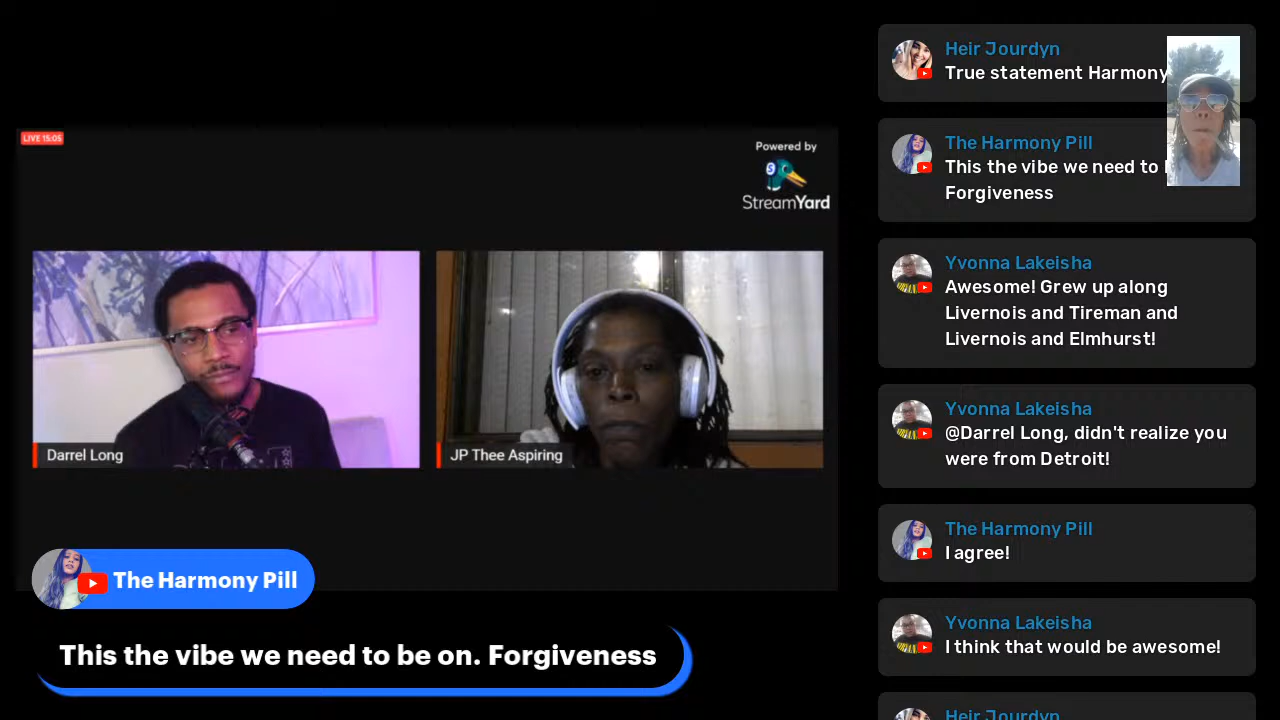 LIVE 15:05
Powered by
S
StreamYard
Darrel Long
JP Thee Aspiring
The Harmony Pill
This the vibe we need to be on. Forgiveness
Heir Jourdyn
True statement Harmony
The Harmony Pill
This the vibe we need to
Forgiveness
Yvonna Lakeisha
Awesome! Grew up along
Livernois and Tireman and
Livernois and Elmhurst!
Yvonna Lakeisha
@Darrel Long, didn't realize you
were from Detroit!
The Harmony Pill
I agree!
Yvonna Lakeisha
I think that would be awesome!
Heir Jourdyn